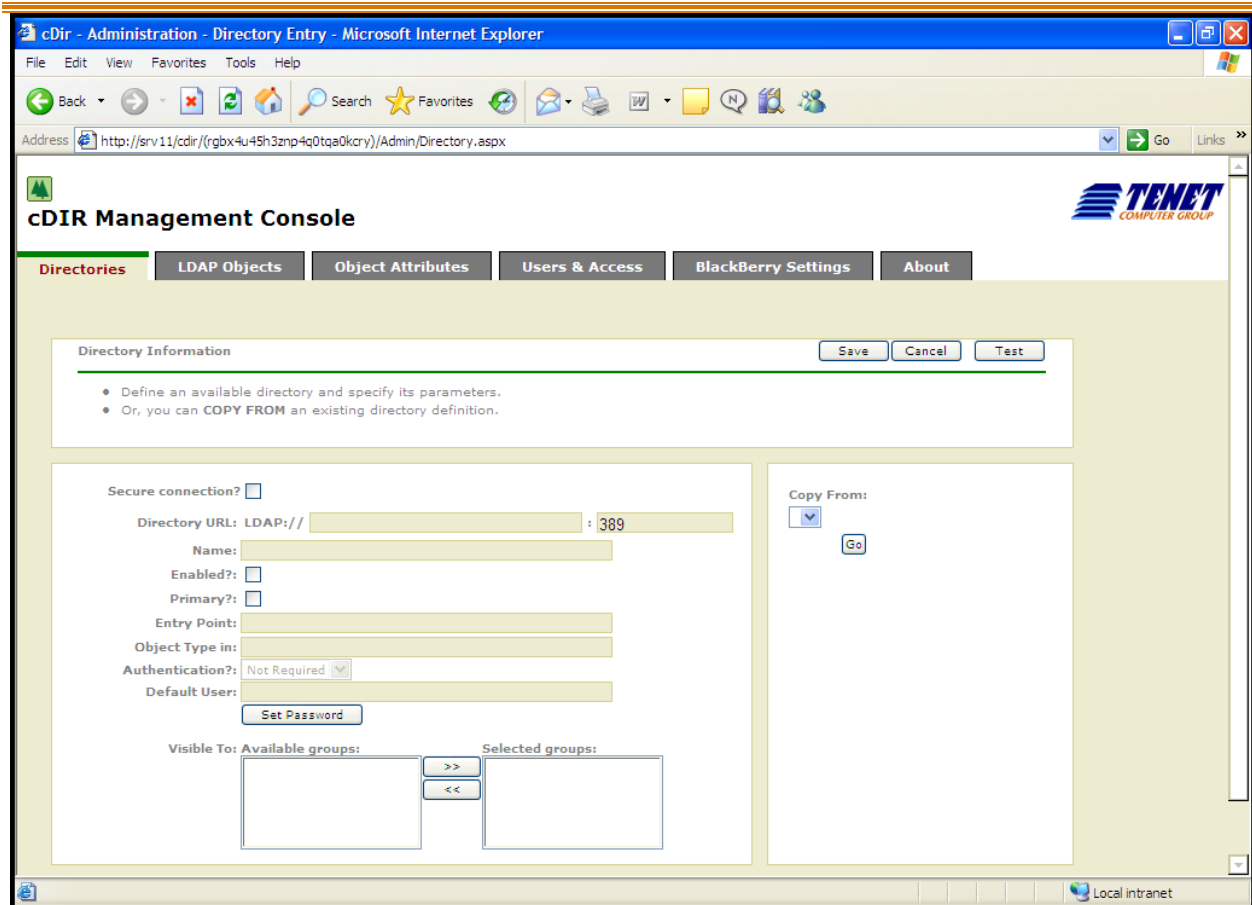 cDir - Administration - Directory Entry - Microsoft Internet Explorer
File Edit View Favorites Tools Help
Back Search Favorites W N
Address http://srv11/cdir/(rgbx4u45h3znp4q0tqa0kcry)/Admin/Directory.aspx Go Links »
TENET
COMPUTER GROUP
cDIR Management Console
Directories LDAP Objects Object Attributes Users & Access BlackBerry Settings About
Directory Information Save Cancel Test
• Define an available directory and specify its parameters.
• Or, you can COPY FROM an existing directory definition.
Secure connection?
Directory URL: LDAP:// : 389
Name:
Enabled?:
Primary?:
Entry Point:
Object Type in:
Authentication?: Not Required
Default User:
Set Password
Visible To: Available groups: Selected groups:
>>
<<
Copy From:
Go
Local intranet